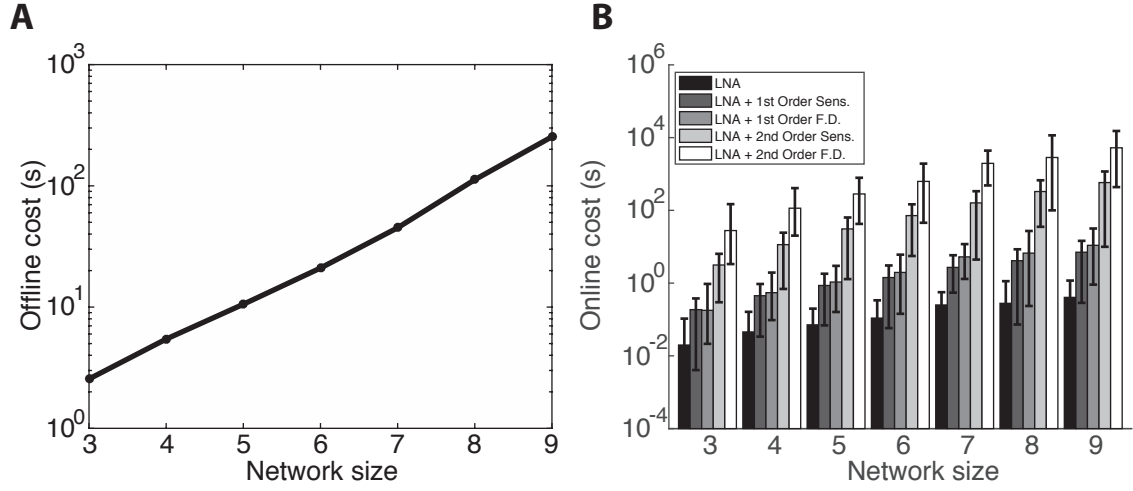 A
Offline cost (s)
10^3
10^2
10^1
10^0
3 4 5 6 7 8 9
Network size
B
Online cost (s)
10^6
10^4
10^2
10^0
10^-2
10^-4
LNA
LNA + 1st Order Sens.
LNA + 1st Order F.D.
LNA + 2nd Order Sens.
LNA + 2nd Order F.D.
3 4 5 6 7 8 9
Network size